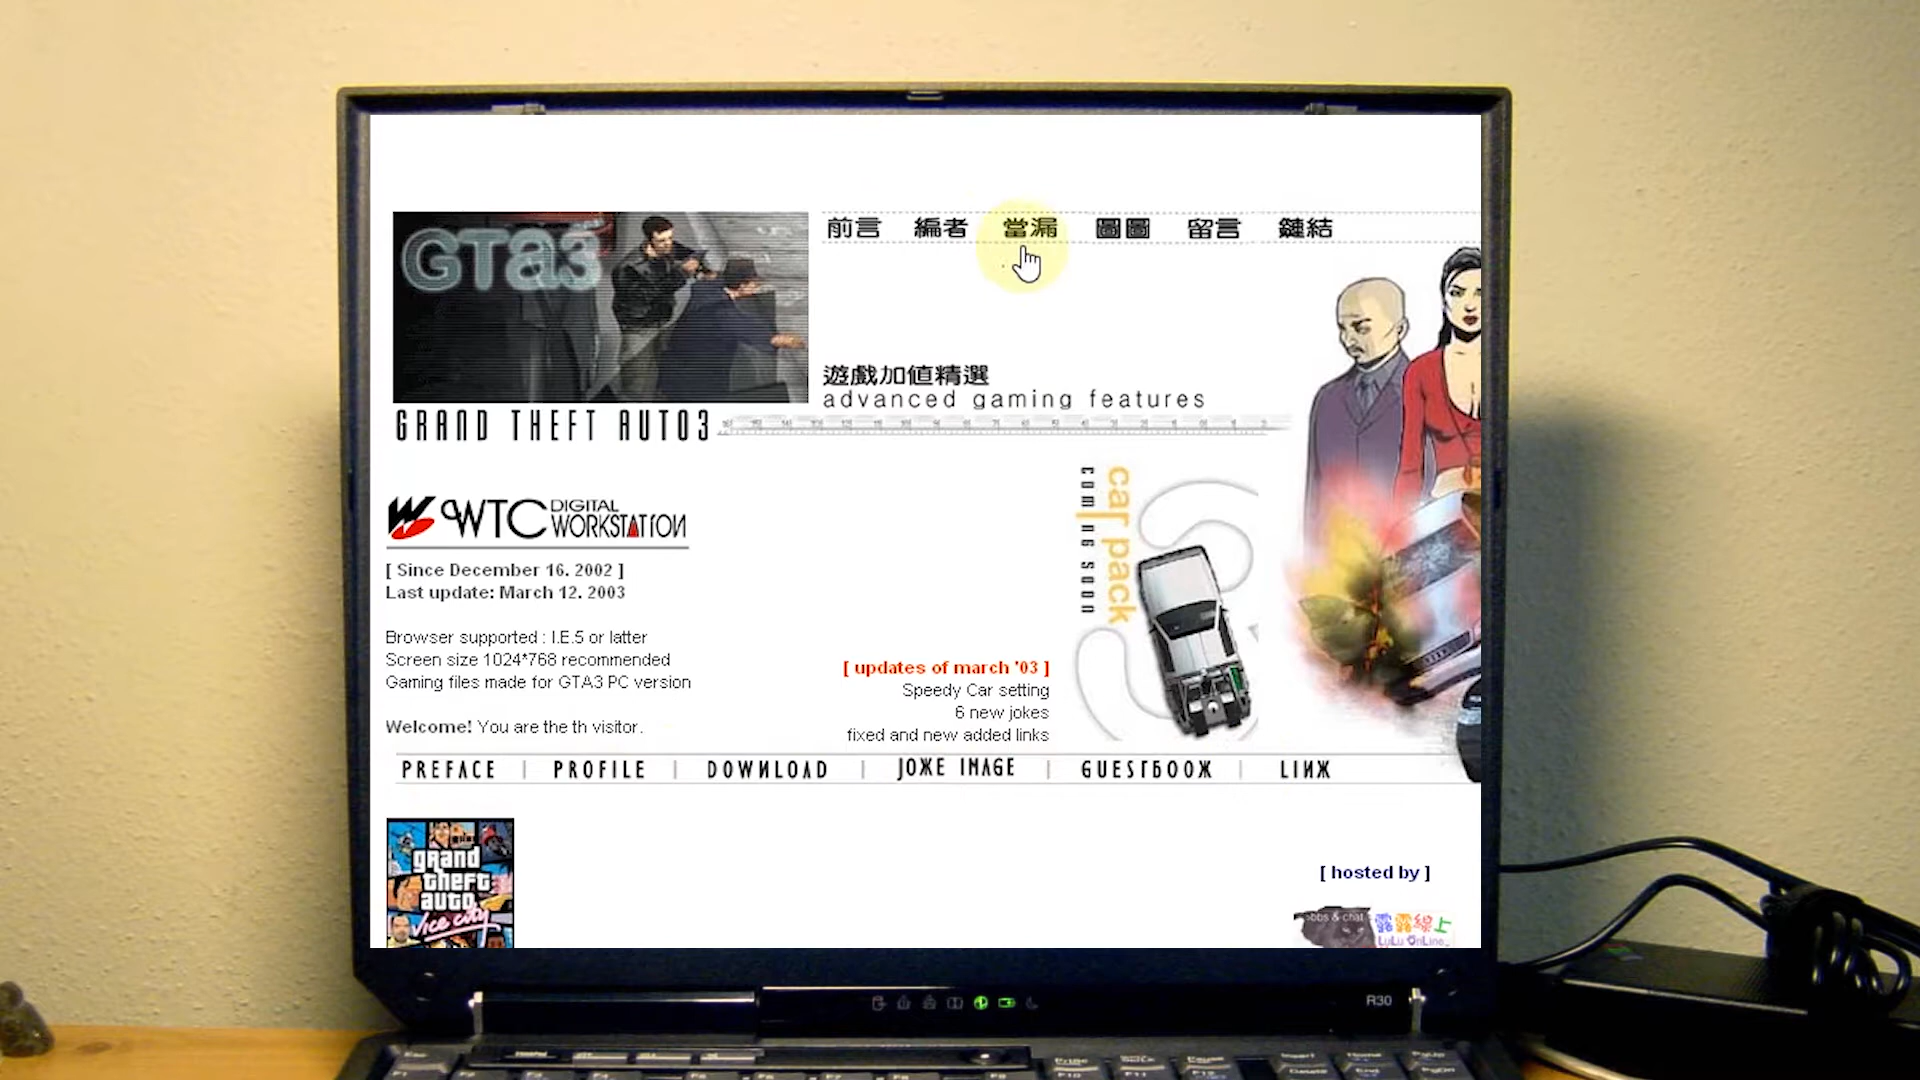 GTA3
前言 編者 當漏 圖圖 留言 鏈結
遊戲加值精選
advanced gaming features
GRAND THEFT AUTO3
WTC DIGITAL WORKSTATION
car pack
coming soon
[ Since December 16. 2002 ]
Last update: March 12. 2003
Browser supported : I.E.5 or latter
Screen size 1024*768 recommended
Gaming files made for GTA3 PC version
Welcome! You are the th visitor.
[ updates of march '03 ]
Speedy Car setting
6 new jokes
fixed and new added links
PREFACE | PROFILE | DOWNLOAD | JOKE IMAGE | GUESTBOOK | LINK
grand
theft
auto
vice city
[ hosted by ]
bbs & chat
露露線上
LuLu OnLine
R30